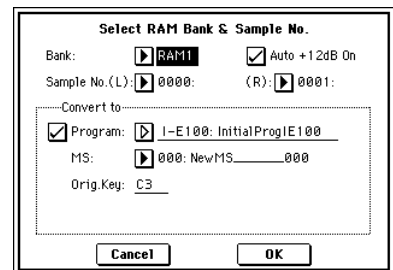 Select RAM Bank & Sample No.
Bank: RAM1 Auto +12dB On
Sample No.(L): 0000: (R): 0001:
Convert to
Program: I-E100: InitialProgIE100
MS: 000: NewMS______000
Orig.Key: C3
Cancel OK